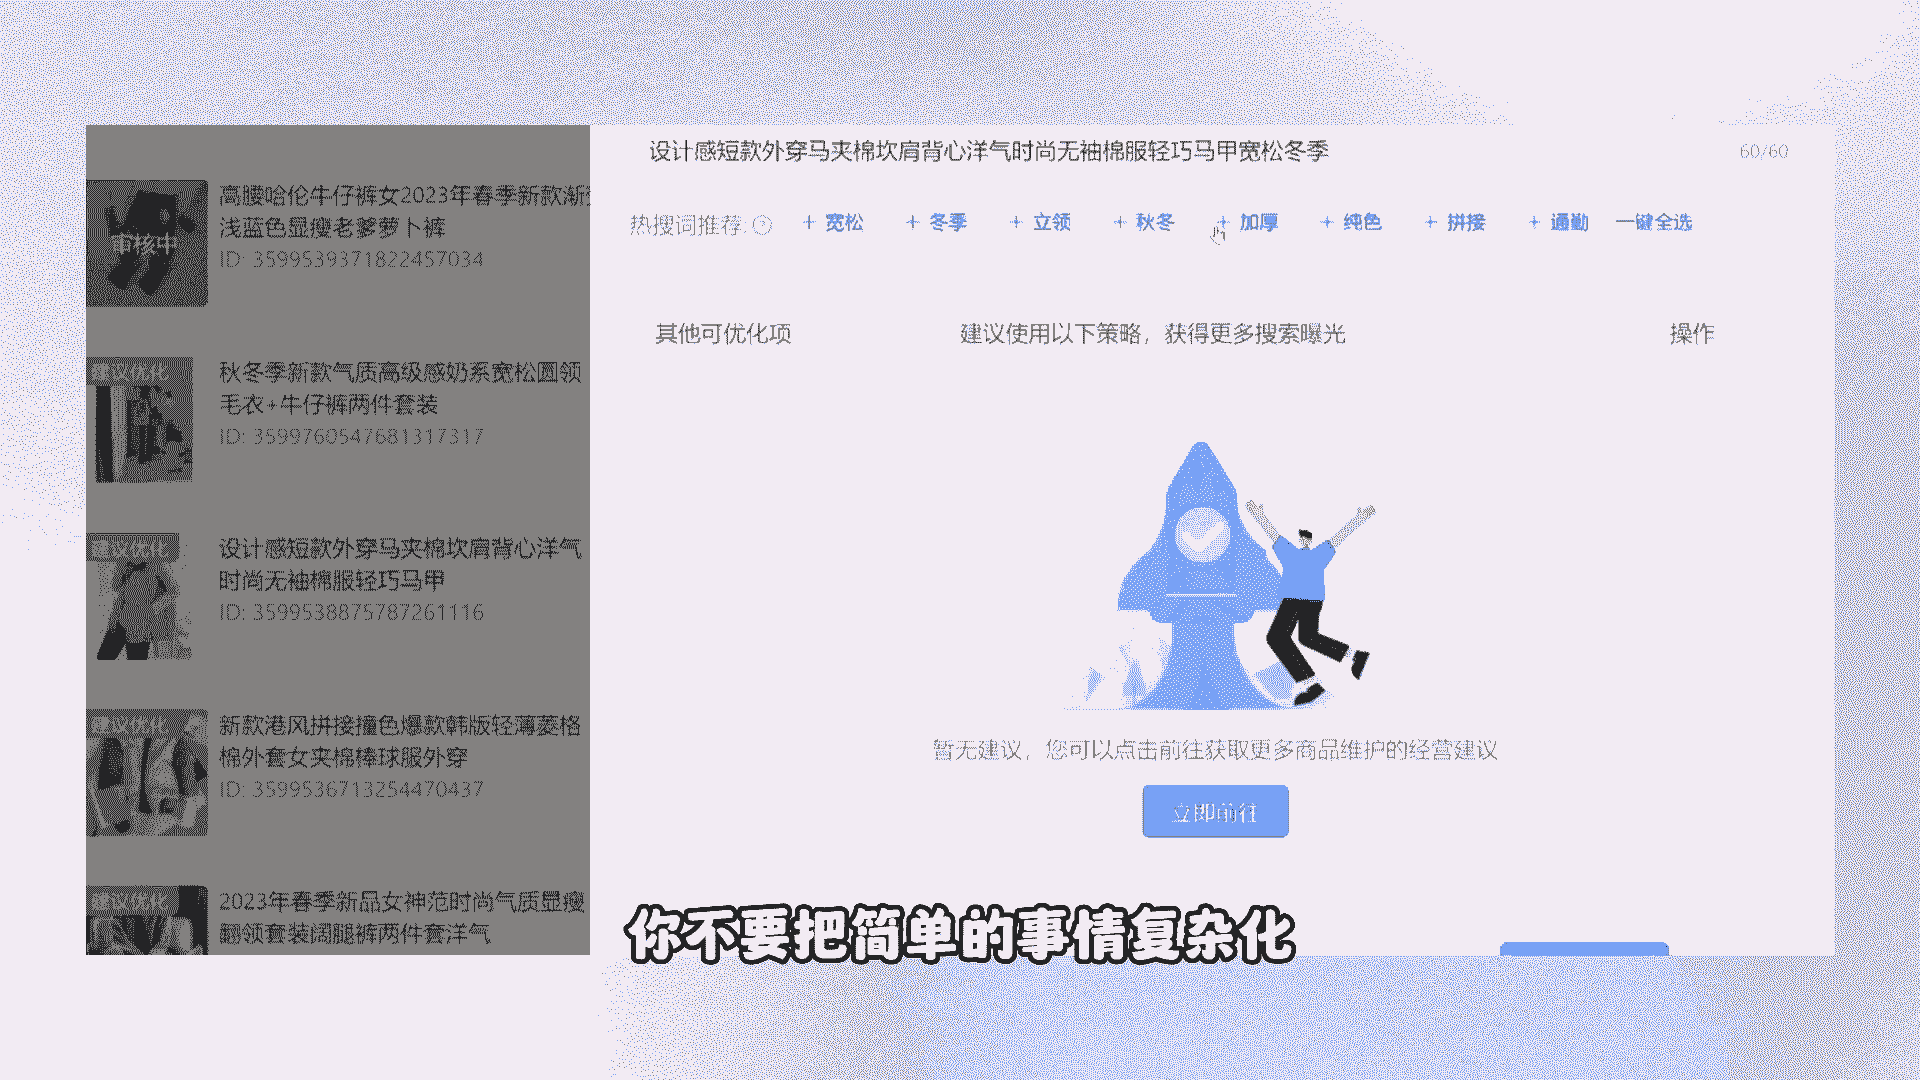 高腰哈伦牛仔裤女2023年春季新款渐
浅蓝色显瘦老爹萝卜裤
ID: 3599539371822457034
审核中
建议优化
秋冬季新款气质高级感奶系宽松圆领
毛衣+牛仔裤两件套装
ID: 3599760547681317317
建议优化
设计感短款外穿马夹棉坎肩背心洋气
时尚无袖棉服轻巧马甲
ID: 3599538875787261116
建议优化
新款港风拼接撞色爆款韩版轻薄菱格
棉外套女夹棉棒球服外穿
ID: 3599536713254470437
建议优化
2023年春季新品女神范时尚气质显瘦
翻领套装阔腿裤两件套洋气
设计感短款外穿马夹棉坎肩背心洋气时尚无袖棉服轻巧马甲宽松冬季 60/60
热搜词推荐: ? + 宽松 + 冬季 + 立领 + 秋冬 + 加厚 + 纯色 + 拼接 + 通勤 一键全选
其他可优化项 建议使用以下策略，获得更多搜索曝光 操作
暂无建议，您可以点击前往获取更多商品维护的经营建议
立即前往
你不要把简单的事情复杂化